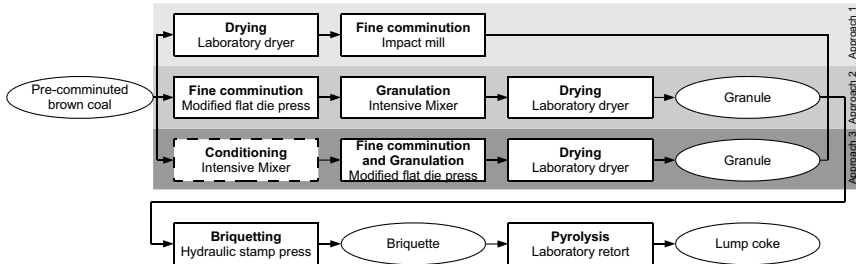 Drying
Laboratory dryer
Fine comminution
Impact mill
Approach 1
Pre-comminuted
brown coal
Fine comminution
Modified flat die press
Granulation
Intensive Mixer
Drying
Laboratory dryer
Granule
Approach 2
Conditioning
Intensive Mixer
Fine comminution
and Granulation
Modified flat die press
Drying
Laboratory dryer
Granule
Approach 3
Briquetting
Hydraulic stamp press
Briquette
Pyrolysis
Laboratory retort
Lump coke